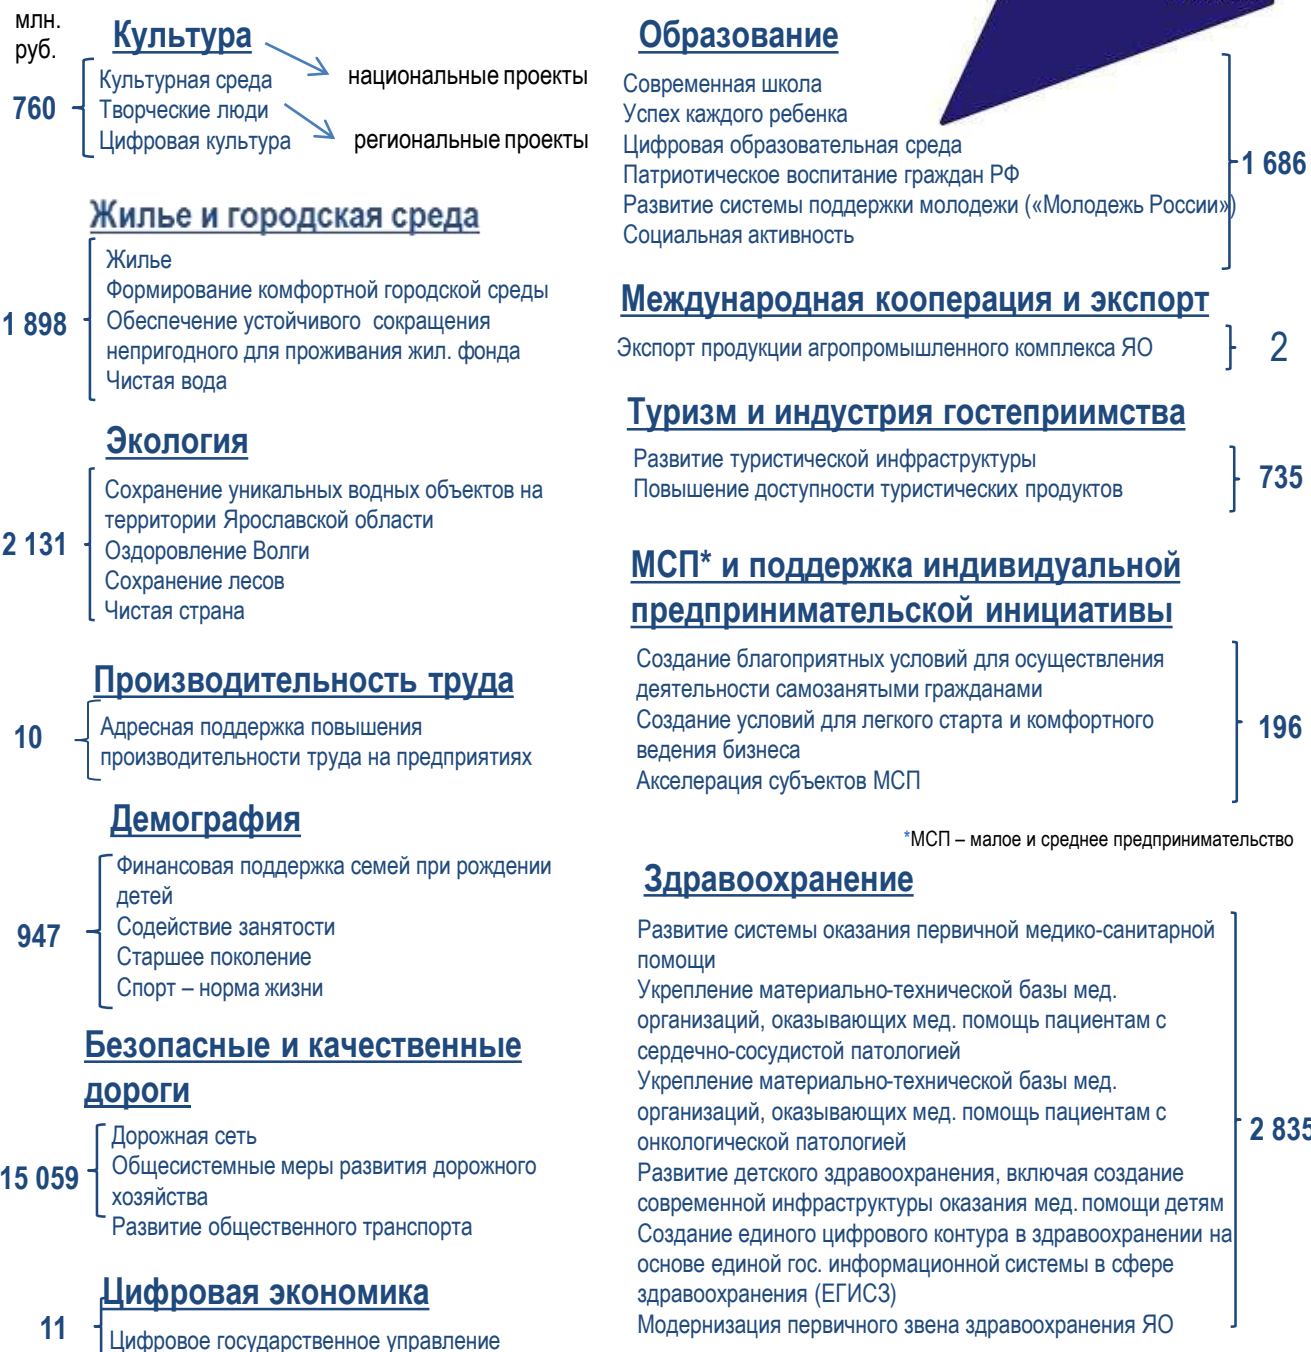 млн.
руб.
Культура
национальные проекты
760
Культурная среда
Творческие люди
Цифровая культура
региональные проекты
Жилье и городская среда
1 898
Жилье
Формирование комфортной городской среды
Обеспечение устойчивого сокращения
непригодного для проживания жил. фонда
Чистая вода
Экология
2 131
Сохранение уникальных водных объектов на
территории Ярославской области
Оздоровление Волги
Сохранение лесов
Чистая страна
Производительность труда
10
Адресная поддержка повышения
производительности труда на предприятиях
Демография
947
Финансовая поддержка семей при рождении
детей
Содействие занятости
Старшее поколение
Спорт – норма жизни
Безопасные и качественные
дороги
15 059
Дорожная сеть
Общесистемные меры развития дорожного
хозяйства
Развитие общественного транспорта
Цифровая экономика
11
Цифровое государственное управление
Образование
Современная школа
Успех каждого ребенка
Цифровая образовательная среда
Патриотическое воспитание граждан РФ
Развитие системы поддержки молодежи («Молодежь России»)
Социальная активность
1 686
Международная кооперация и экспорт
Экспорт продукции агропромышленного комплекса ЯО
2
Туризм и индустрия гостеприимства
Развитие туристической инфраструктуры
Повышение доступности туристических продуктов
735
МСП* и поддержка индивидуальной
предпринимательской инициативы
Создание благоприятных условий для осуществления
деятельности самозанятыми гражданами
Создание условий для легкого старта и комфортного
ведения бизнеса
Акселерация субъектов МСП
196
*МСП – малое и среднее предпринимательство
Здравоохранение
Развитие системы оказания первичной медико-санитарной
помощи
Укрепление материально-технической базы мед.
организаций, оказывающих мед. помощь пациентам с
сердечно-сосудистой патологией
Укрепление материально-технической базы мед.
организаций, оказывающих мед. помощь пациентам с
онкологической патологией
Развитие детского здравоохранения, включая создание
современной инфраструктуры оказания мед. помощи детям
Создание единого цифрового контура в здравоохранении на
основе единой гос. информационной системы в сфере
здравоохранения (ЕГИСЗ)
Модернизация первичного звена здравоохранения ЯО
2 835